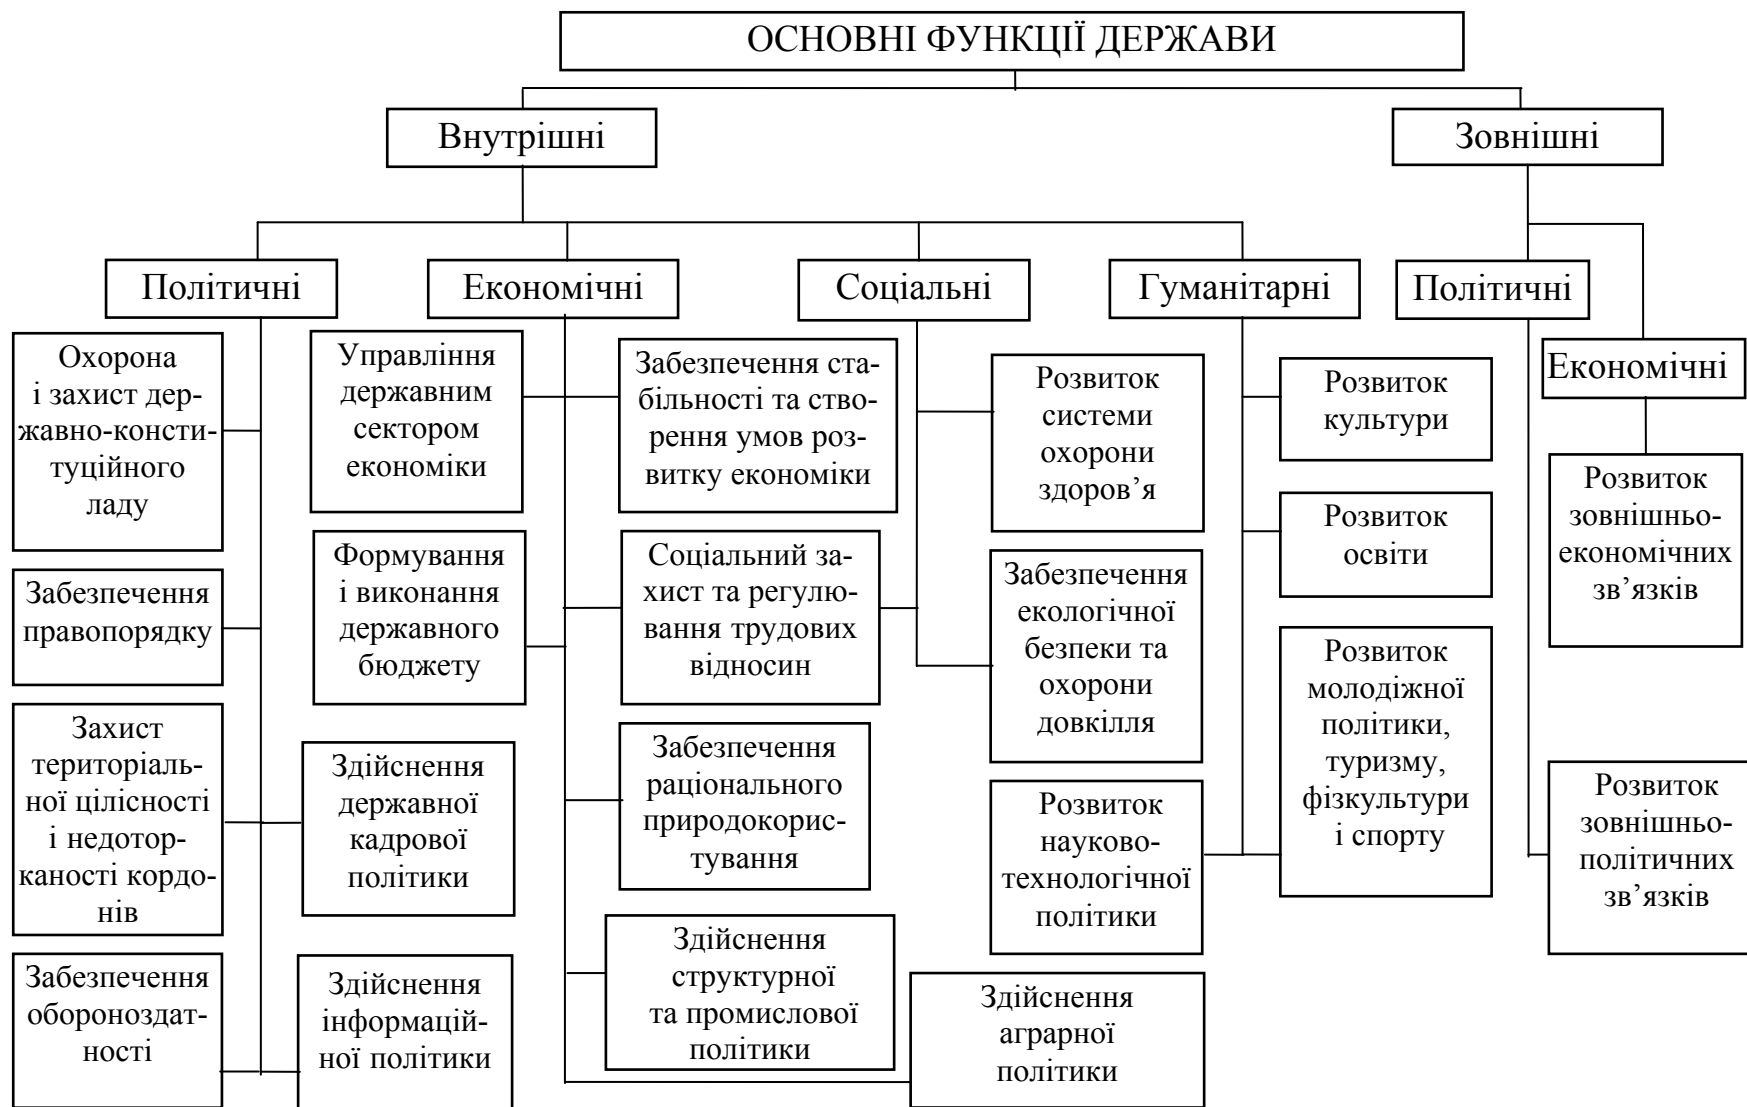 ОСНОВНІ ФУНКЦІЇ ДЕРЖАВИ
Внутрішні
Зовнішні
Політичні
Економічні
Соціальні
Гуманітарні
Політичні
Економічні
Охорона
і захист дер-
жавно-консти-
туційного
ладу
Забезпечення
правопорядку
Захист
територіаль-
ної цілісності
і недотор-
каності кордо-
нів
Забезпечення
обороноздат-
ності
Управління
державним
сектором
економіки
Формування
і виконання
державного
бюджету
Здійснення
державної
кадрової
політики
Здійснення
інформацій-
ної політики
Забезпечення ста-
більності та ство-
рення умов роз-
витку економіки
Соціальний за-
хист та регулю-
вання трудових
відносин
Забезпечення
раціонального
природокорис-
тування
Здійснення
структурної
та промислової
політики
Розвиток
системи
охорони
здоров’я
Забезпечення
екологічної
безпеки та
охорони
довкілля
Розвиток
науково-
технологічної
політики
Здійснення
аграрної
політики
Розвиток
культури
Розвиток
освіти
Розвиток
молодіжної
політики,
туризму,
фізкультури
і спорту
Розвиток
зовнішньо-
економічних
зв’язків
Розвиток
зовнішньо-
політичних
зв’язків